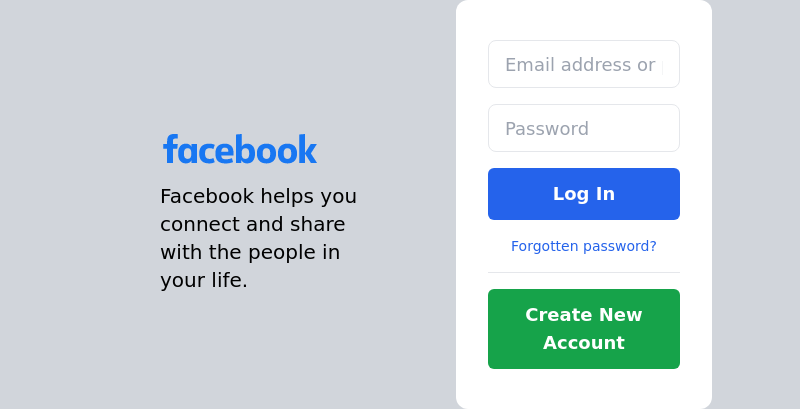 facebook
Facebook helps you
connect and share
with the people in
your life.
Email address or
Password
Log In
Forgotten password?
Create New
Account